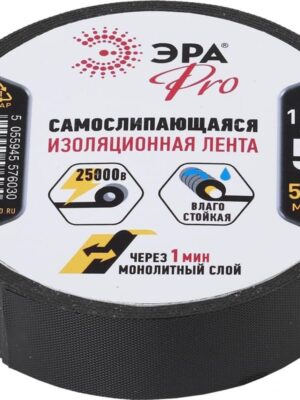 ЭРА®
Pro
САМОСЛИПАЮЩАЯСЯ
ИЗОЛЯЦИОННАЯ ЛЕНТА
25000В
ВЛАГО
СТОЙКАЯ
ЧЕРЕЗ 1 МИН
МОНОЛИТНЫЙ СЛОЙ
5 055945 576030